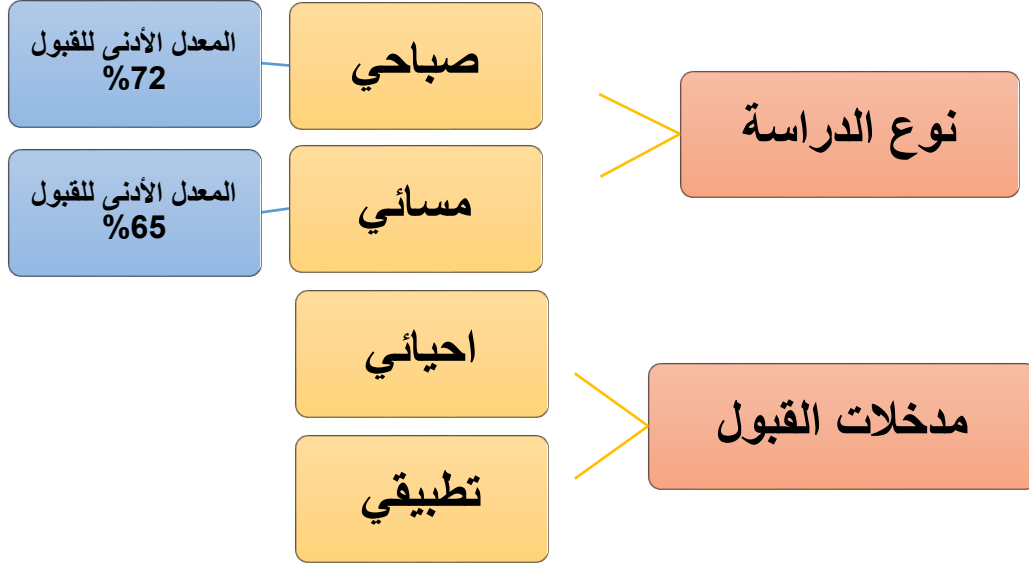 نوع الدراسة
صباحي
المعدل الأدنى للقبول
%72
مسائي
المعدل الأدنى للقبول
%65
مدخلات القبول
احيائي
تطبيقي